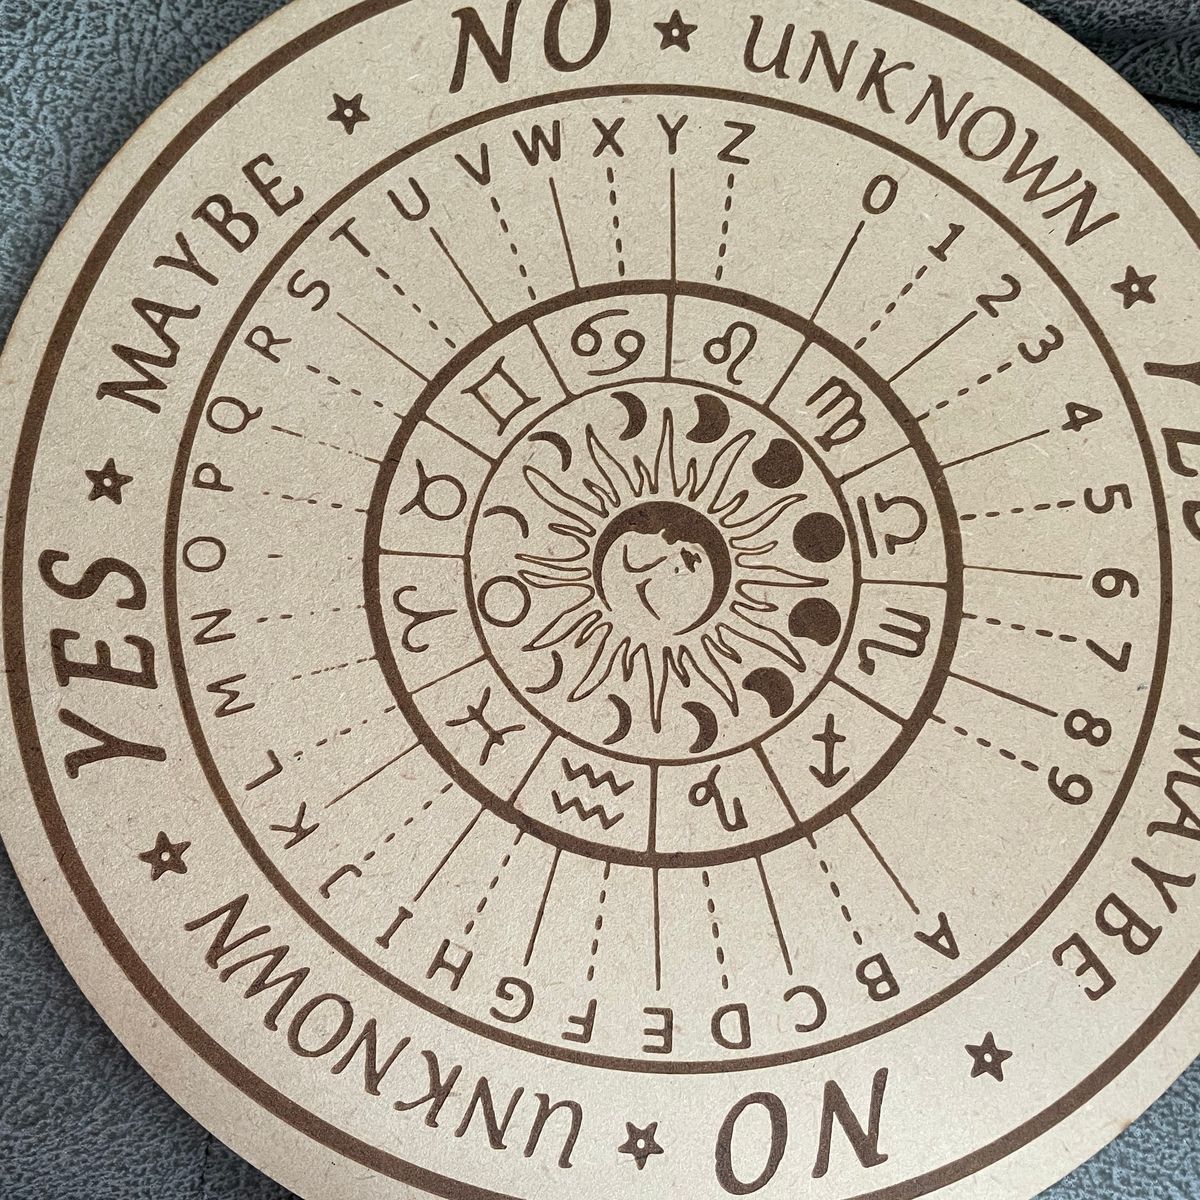 NO
UNKNOWN
YES
MAYBE
NO
UNKNOWN
YES
MAYBE
A B C D E F G H I J K L M N O P Q R S T U V W X Y Z
0 1 2 3 4 5 6 7 8 9
♋ ♌ ♍ ♎ ♏ ♐ ♑ ♒ ♓ ♈ ♉ ♊